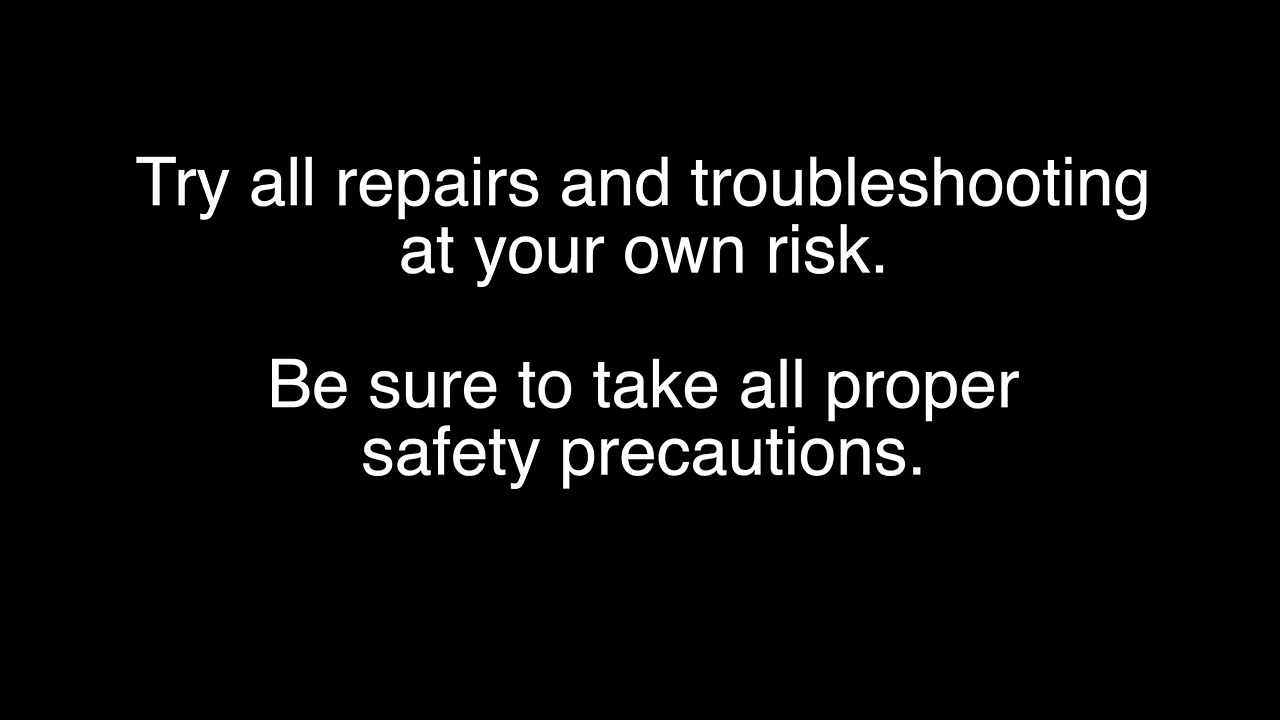 Try all repairs and troubleshooting
at your own risk.
Be sure to take all proper
safety precautions.